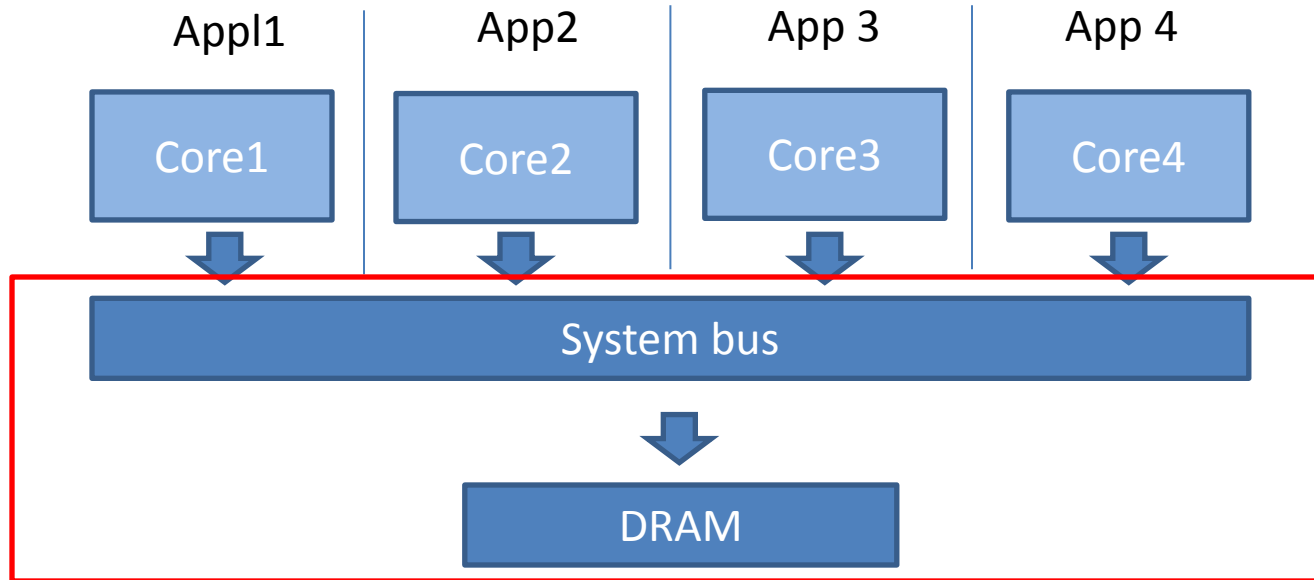 Appl1
App2
App 3
App 4
Core1
Core2
Core3
Core4
System bus
DRAM